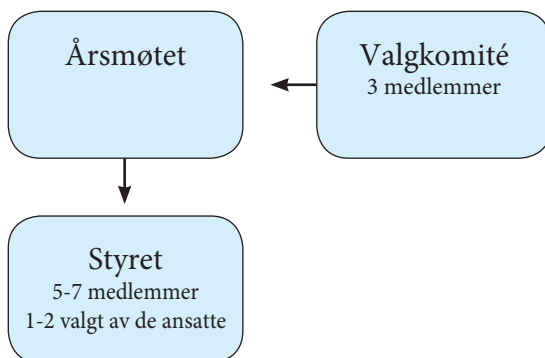 Årsmøtet
Valgkomité
3 medlemmer
Styret
5-7 medlemmer
1-2 valgt av de ansatte